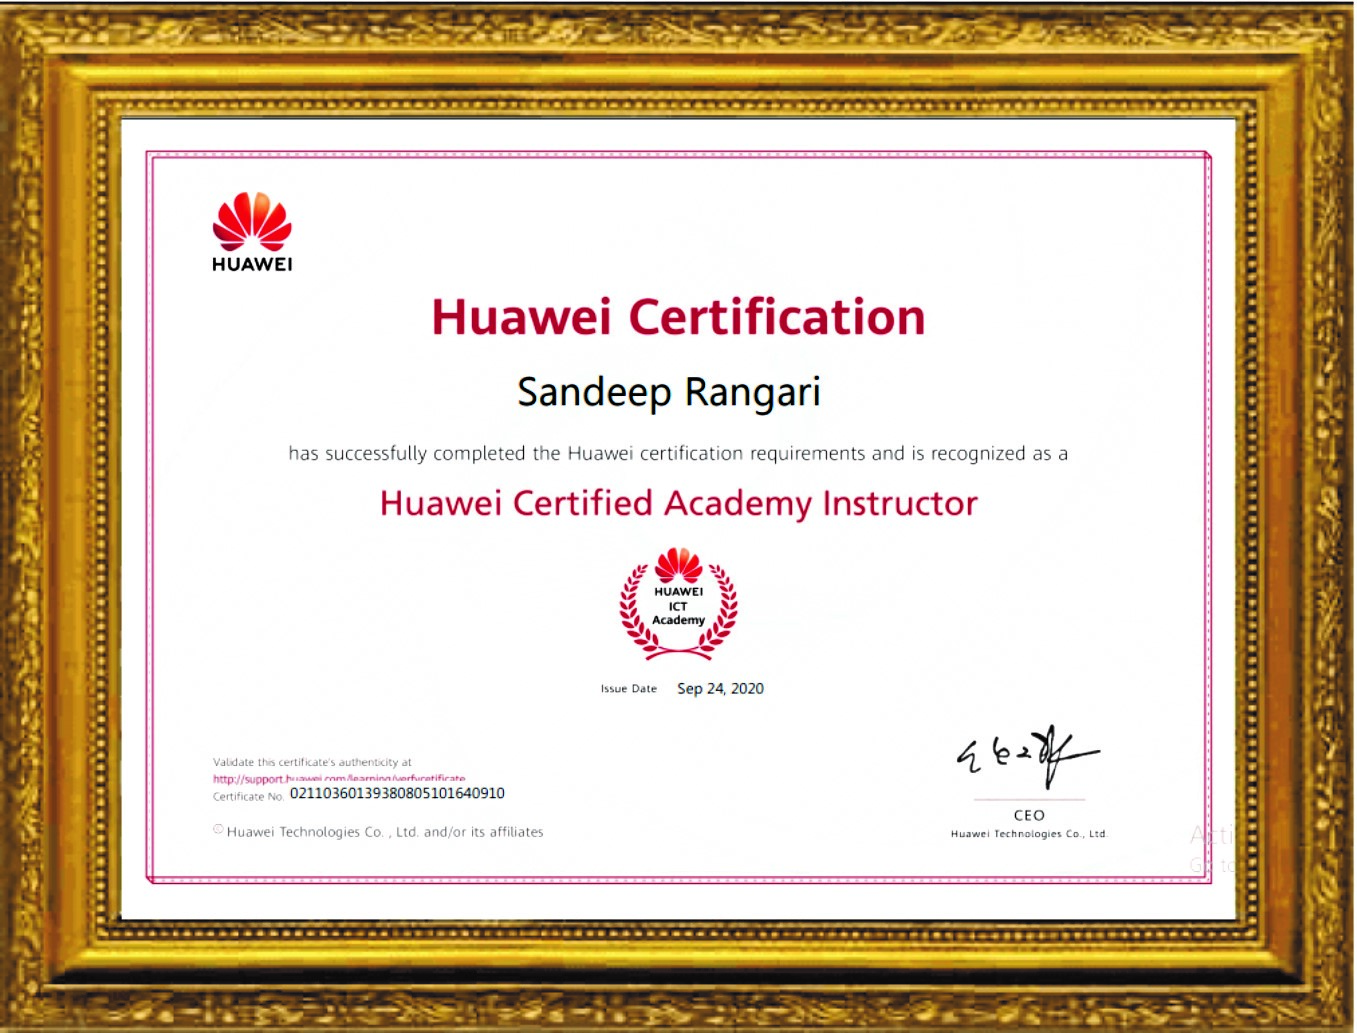 HUAWEI
Huawei Certification
Sandeep Rangari
has successfully completed the Huawei certification requirements and is recognized as a
Huawei Certified Academy Instructor
HUAWEI
ICT
Academy
Issue Date Sep 24, 2020
Validate this certificate's authenticity at
http://support.huawei.com/learning/verfycetificate
Certificate No. 02110360139380805101640910
© Huawei Technologies Co. , Ltd. and/or its affiliates
CEO
Huawei Technologies Co., Ltd.
Acti
Go to